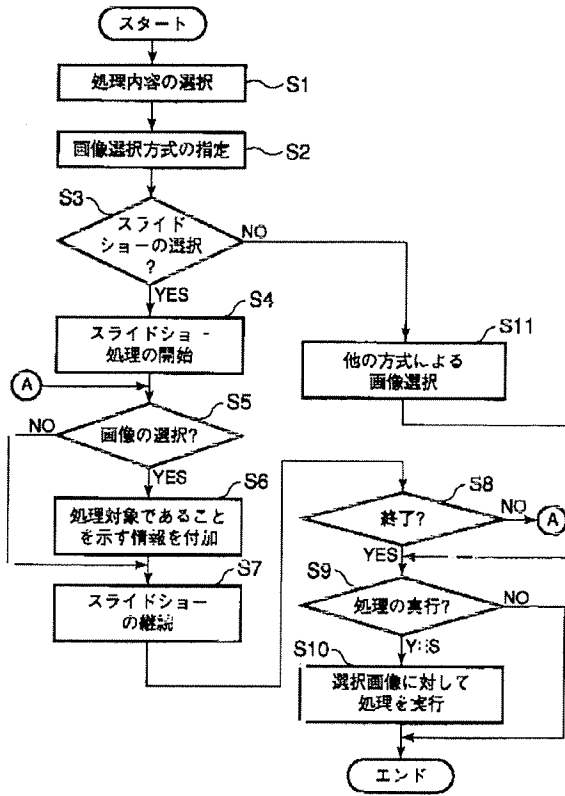 スタート
処理内容の選択
S1
画像選択方式の指定
S2
S3
スライド
ショーの選択
?
NO
YES
S4
スライドショー
処理の開始
S11
他の方式による
画像選択
A
S5
画像の選択?
NO
YES
S6
処理対象であること
を示す情報を付加
S7
スライドショー
の継続
S8
終了?
NO
A
YES
S9
処理の実行?
NO
YES
S10
選択画像に対して
処理を実行
エンド